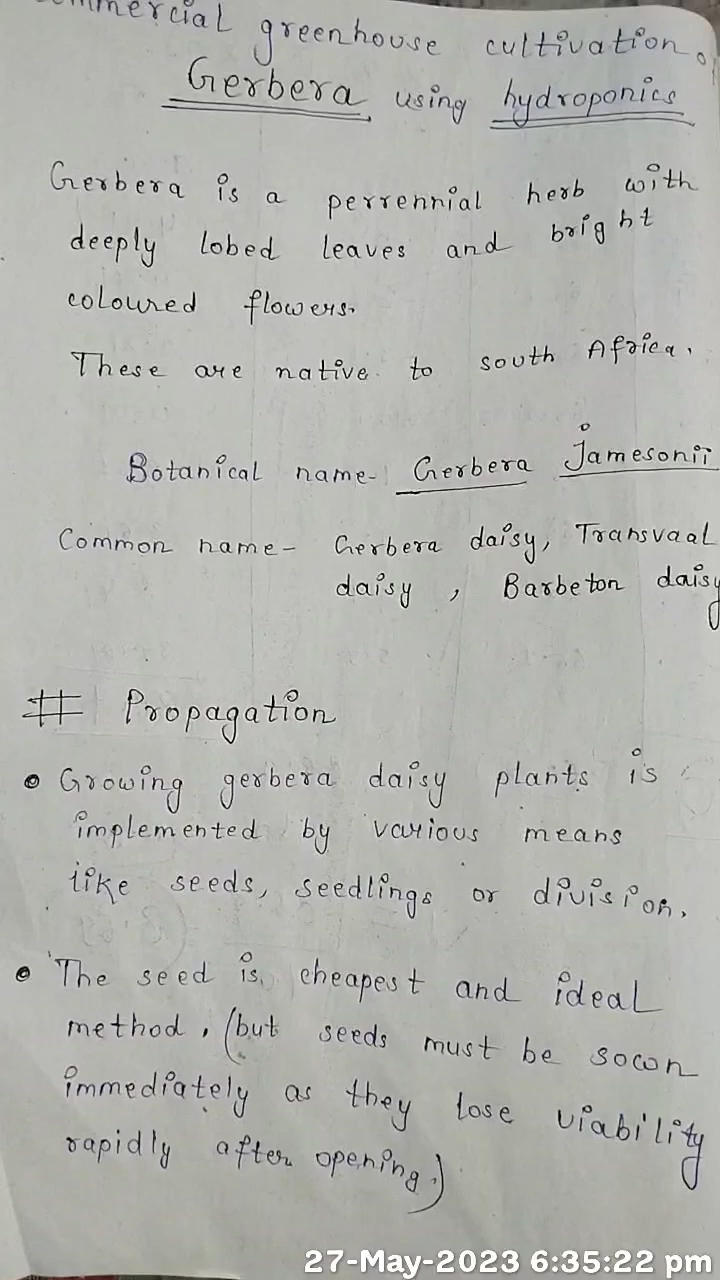 Commercial greenhouse cultivation of
Gerbera using hydroponics
Gerbera is a perrennial herb with
deeply lobed leaves and bright
coloured flowers.
These are native to south Africa.
Botanical name- Gerbera Jamesonii
Common name- Gerbera daisy, Transvaal
daisy, Barbeton daisy
# Propagation
• Growing gerbera daisy plants is
implemented by various means
like seeds, seedlings or division.
• The seed is cheapest and ideal
method, (but seeds must be sown
immediately as they lose viability
rapidly after opening.)
27-May-2023 6:35:22 pm